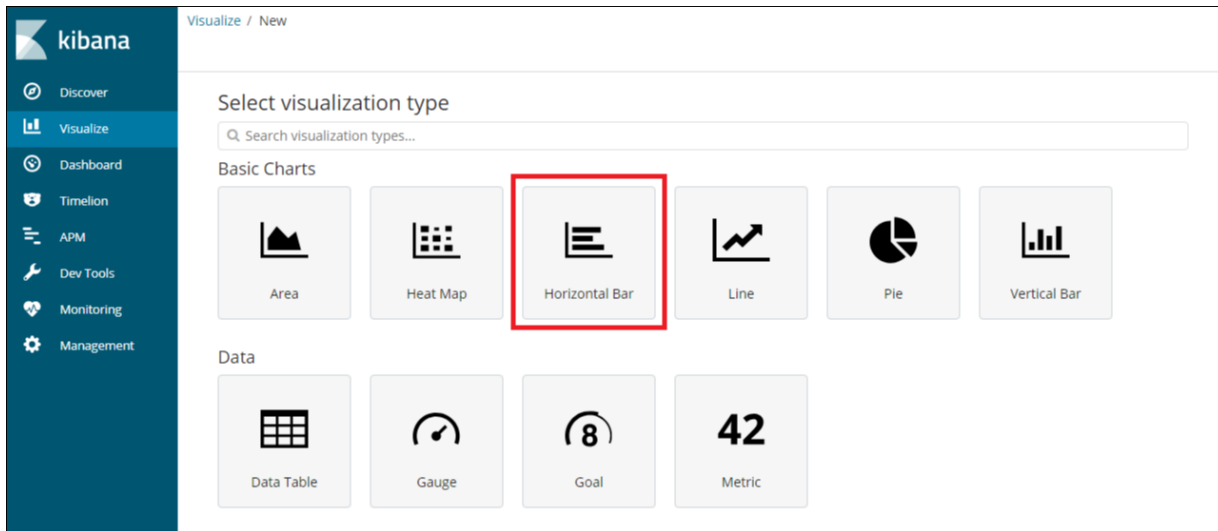 kibana
Visualize / New
Discover
Visualize
Dashboard
Timelion
APM
Dev Tools
Monitoring
Management
Select visualization type
Search visualization types...
Basic Charts
Area
Heat Map
Horizontal Bar
Line
Pie
Vertical Bar
Data
8
42
Data Table
Gauge
Goal
Metric